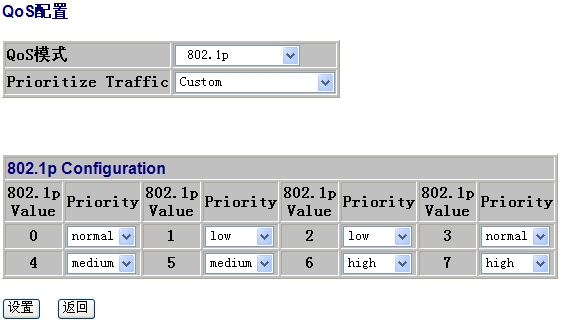 QoS配置
QoS模式 802.1p
Prioritize Traffic Custom
802.1p Configuration
802.1p Value Priority 802.1p Value Priority 802.1p Value Priority 802.1p Value Priority
0 normal 1 low 2 low 3 normal
4 medium 5 medium 6 high 7 high
设置 返回